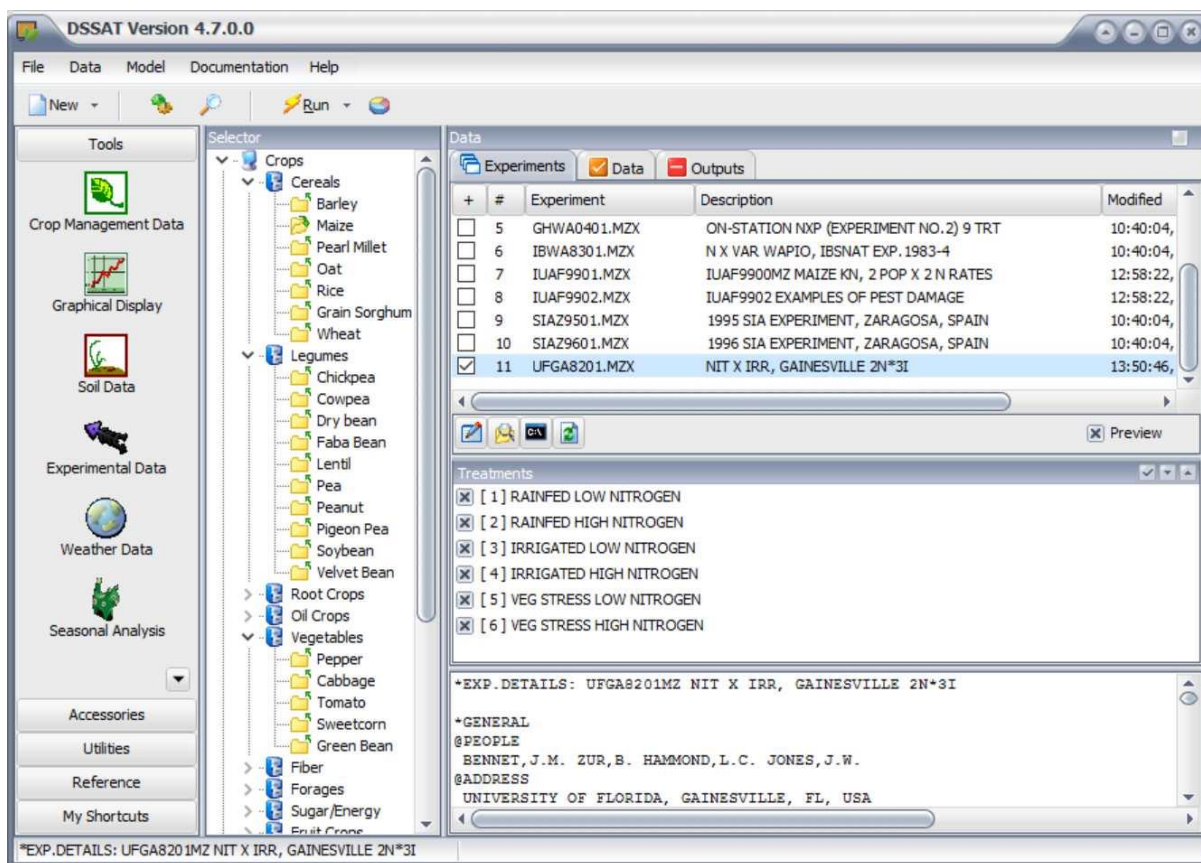 DSSAT Version 4.7.0.0
File Data Model Documentation Help
New Run
Tools
Crop Management Data
Graphical Display
Soil Data
Experimental Data
Weather Data
Seasonal Analysis
Accessories
Utilities
Reference
My Shortcuts
Selector
Crops
Cereals
Barley
Maize
Pearl Millet
Oat
Rice
Grain Sorghum
Wheat
Legumes
Chickpea
Cowpea
Dry bean
Faba Bean
Lentil
Pea
Peanut
Pigeon Pea
Soybean
Velvet Bean
Root Crops
Oil Crops
Vegetables
Pepper
Cabbage
Tomato
Sweetcorn
Green Bean
Fiber
Forages
Sugar/Energy
Fruit Crops
Data
Experiments Data Outputs
+ # Experiment Description Modified
5 GHWA0401.MZX ON-STATION NXP (EXPERIMENT NO.2) 9 TRT 10:40:04,
6 IBWA8301.MZX N X VAR WAPIO, IBSNAT EXP.1983-4 10:40:04,
7 IUAF9901.MZX IUAF9900MZ MAIZE KN, 2 POP X 2 N RATES 12:58:22,
8 IUAF9902.MZX IUAF9902 EXAMPLES OF PEST DAMAGE 12:58:22,
9 SIAZ9501.MZX 1995 SIA EXPERIMENT, ZARAGOSA, SPAIN 10:40:04,
10 SIAZ9601.MZX 1996 SIA EXPERIMENT, ZARAGOSA, SPAIN 10:40:04,
11 UFGA8201.MZX NIT X IRR, GAINESVILLE 2N*3I 13:50:46,
C:\ Preview
Treatments
[ 1 ] RAINFED LOW NITROGEN
[ 2 ] RAINFED HIGH NITROGEN
[ 3 ] IRRIGATED LOW NITROGEN
[ 4 ] IRRIGATED HIGH NITROGEN
[ 5 ] VEG STRESS LOW NITROGEN
[ 6 ] VEG STRESS HIGH NITROGEN
*EXP.DETAILS: UFGA8201MZ NIT X IRR, GAINESVILLE 2N*3I
*GENERAL
@PEOPLE
BENNET,J.M. ZUR,B. HAMMOND,L.C. JONES,J.W.
@ADDRESS
UNIVERSITY OF FLORIDA, GAINESVILLE, FL, USA
*EXP.DETAILS: UFGA8201MZ NIT X IRR, GAINESVILLE 2N*3I